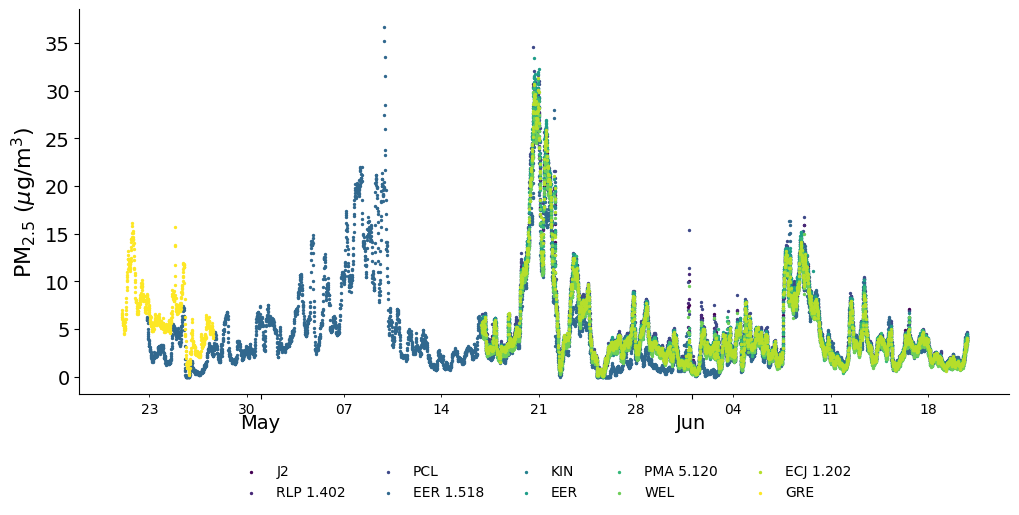 PM2.5 (μg/m3)
35
30
25
20
15
10
5
0
23 30 07 14 21 28 04 11 18
May Jun
J2 PCL KIN PMA 5.120 ECJ 1.202
RLP 1.402 EER 1.518 EER WEL GRE